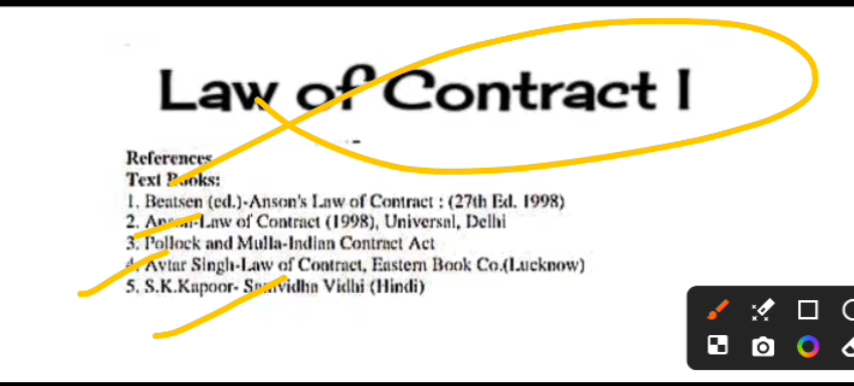 Law of Contract I
References
Text Books:
1. Beatsen (ed.)-Anson's Law of Contract : (27th Ed. 1998)
2. Anson-Law of Contract (1998), Universal, Delhi
3. Pollock and Mulla-Indian Contract Act
4. Avtar Singh-Law of Contract, Eastern Book Co.(Lucknow)
5. S.K.Kapoor- Samvidha Vidhi (Hindi)